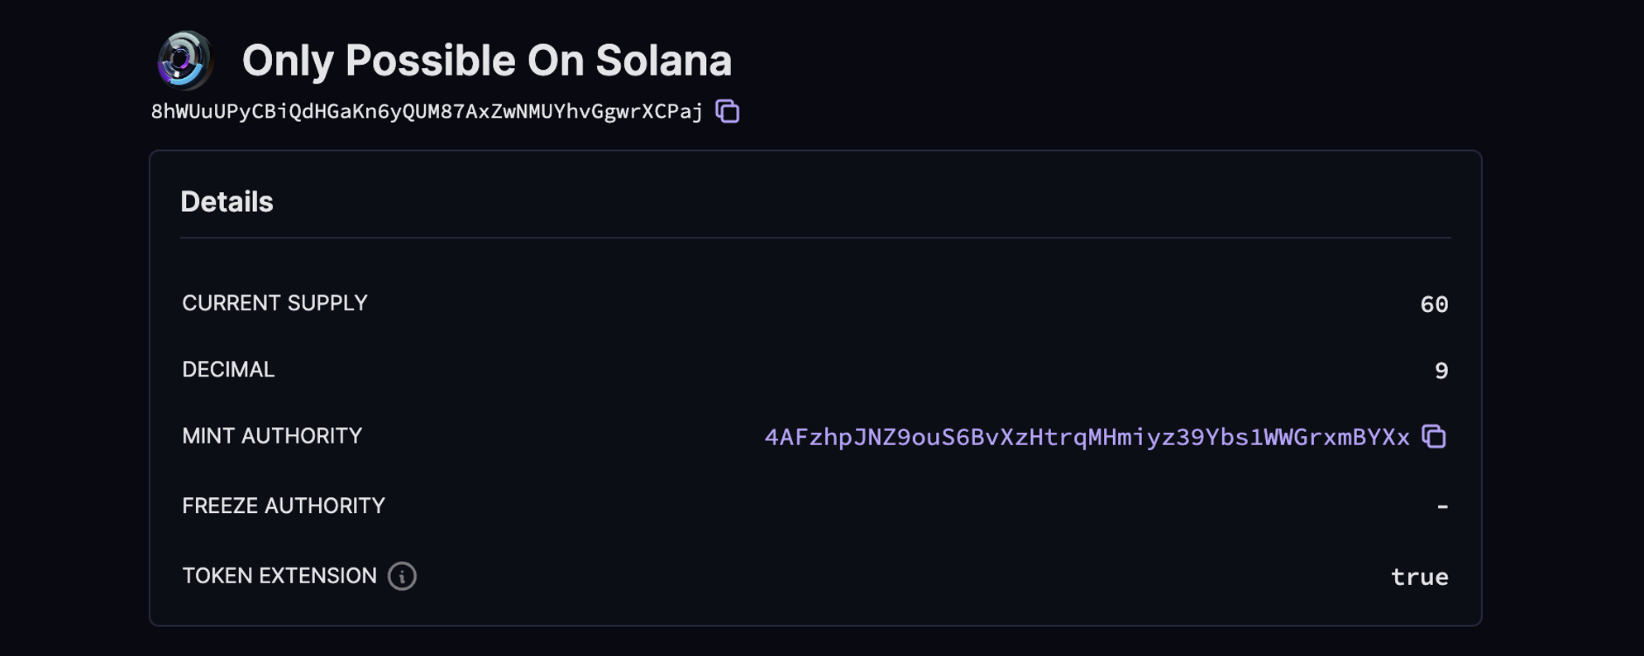 Only Possible On Solana
8hWUuUPyCBiQdHGaKn6yQUM87AxZwNMUYhvGgwrXCPaj
Details
CURRENT SUPPLY 60
DECIMAL 9
MINT AUTHORITY 4AFzhpJNZ9ouS6BvXzHtrqMHmiyz39Ybs1WWGrxmBYXx
FREEZE AUTHORITY -
TOKEN EXTENSION true